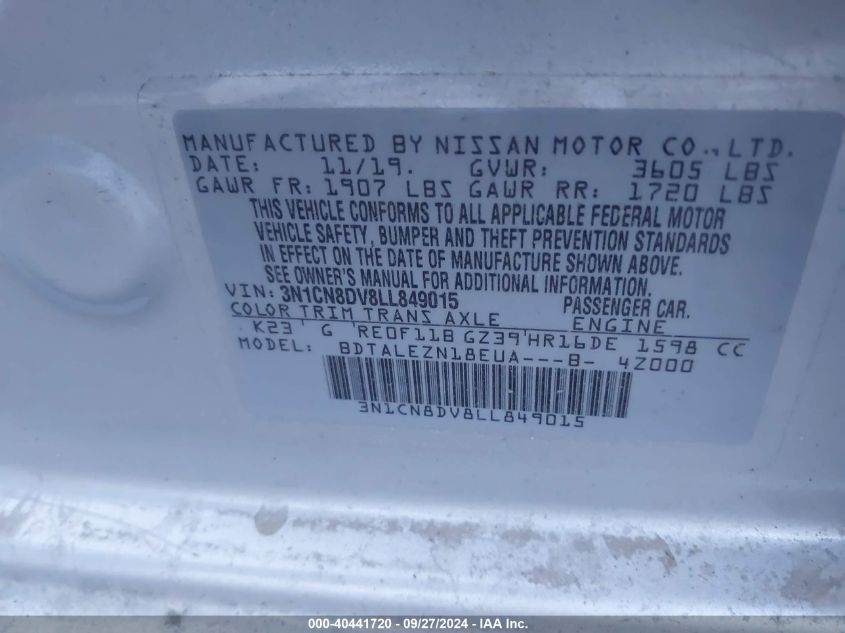 MANUFACTURED BY NISSAN MOTOR CO., LTD.
DATE: 11/19. GVWR: 3605 LBS
GAWR FR: 1907 LBS GAWR RR: 1720 LBS
THIS VEHICLE CONFORMS TO ALL APPLICABLE FEDERAL MOTOR
VEHICLE SAFETY, BUMPER AND THEFT PREVENTION STANDARDS
IN EFFECT ON THE DATE OF MANUFACTURE SHOWN ABOVE.
SEE OWNER'S MANUAL FOR ADDITIONAL INFORMATION.
VIN: 3N1CN8DV8LL849015 PASSENGER CAR.
COLOR TRIM TRANS AXLE ENGINE
K23 ' G 'RE0F11B GZ39'HR16DE 1598 CC
MODEL: BDTALEZN18EUA---B- 4Z000
3N1CN8DV8LL849015
000-40441720 — 09/27/2024 — IAA Inc.